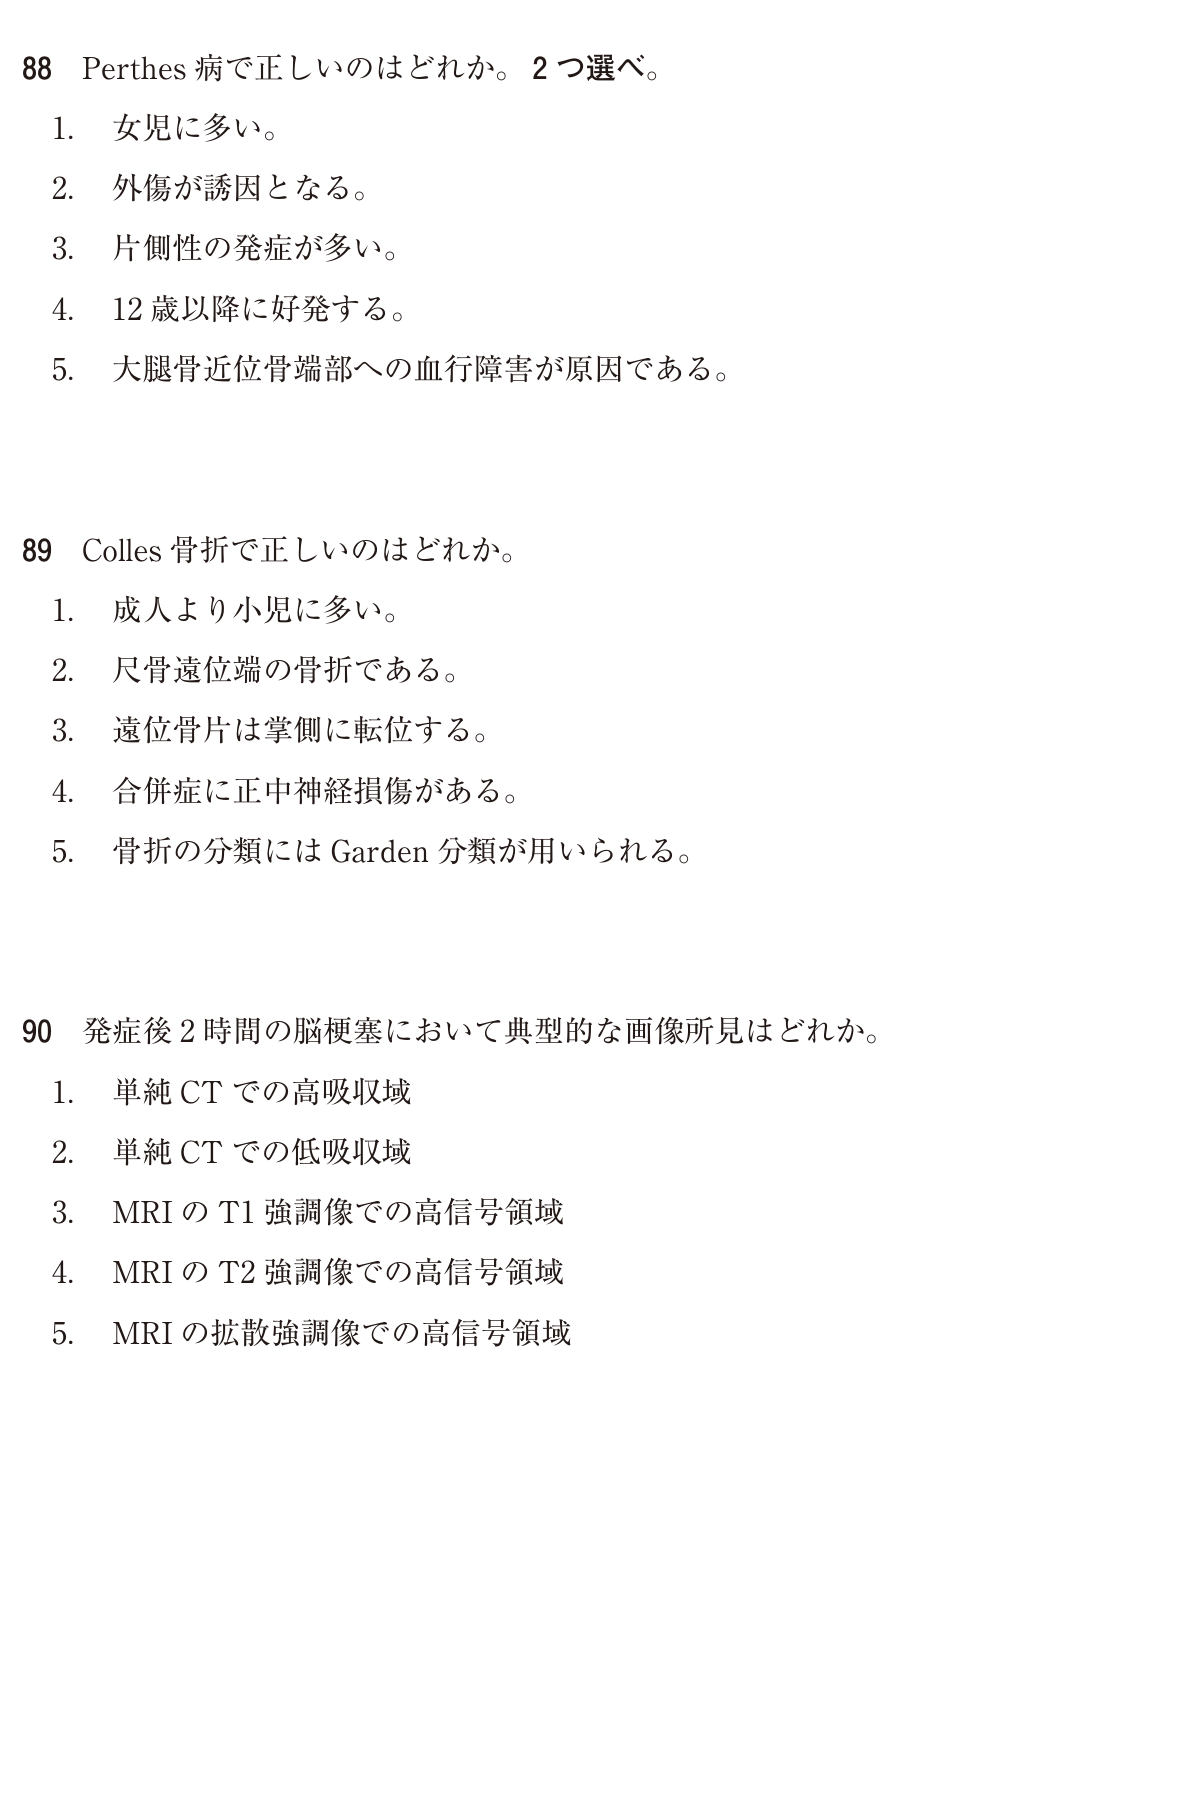 88 Perthes 病で正しいのはどれか。2 つ選べ。
1. 女児に多い。
2. 外傷が誘因となる。
3. 片側性の発症が多い。
4. 12 歳以降に好発する。
5. 大腿骨近位骨端部への血行障害が原因である。
89 Colles 骨折で正しいのはどれか。
1. 成人より小児に多い。
2. 尺骨遠位端の骨折である。
3. 遠位骨片は掌側に転位する。
4. 合併症に正中神経損傷がある。
5. 骨折の分類には Garden 分類が用いられる。
90 発症後 2 時間の脳梗塞において典型的な画像所見はどれか。
1. 単純 CT での高吸収域
2. 単純 CT での低吸収域
3. MRI の T1 強調像での高信号領域
4. MRI の T2 強調像での高信号領域
5. MRI の拡散強調像での高信号領域